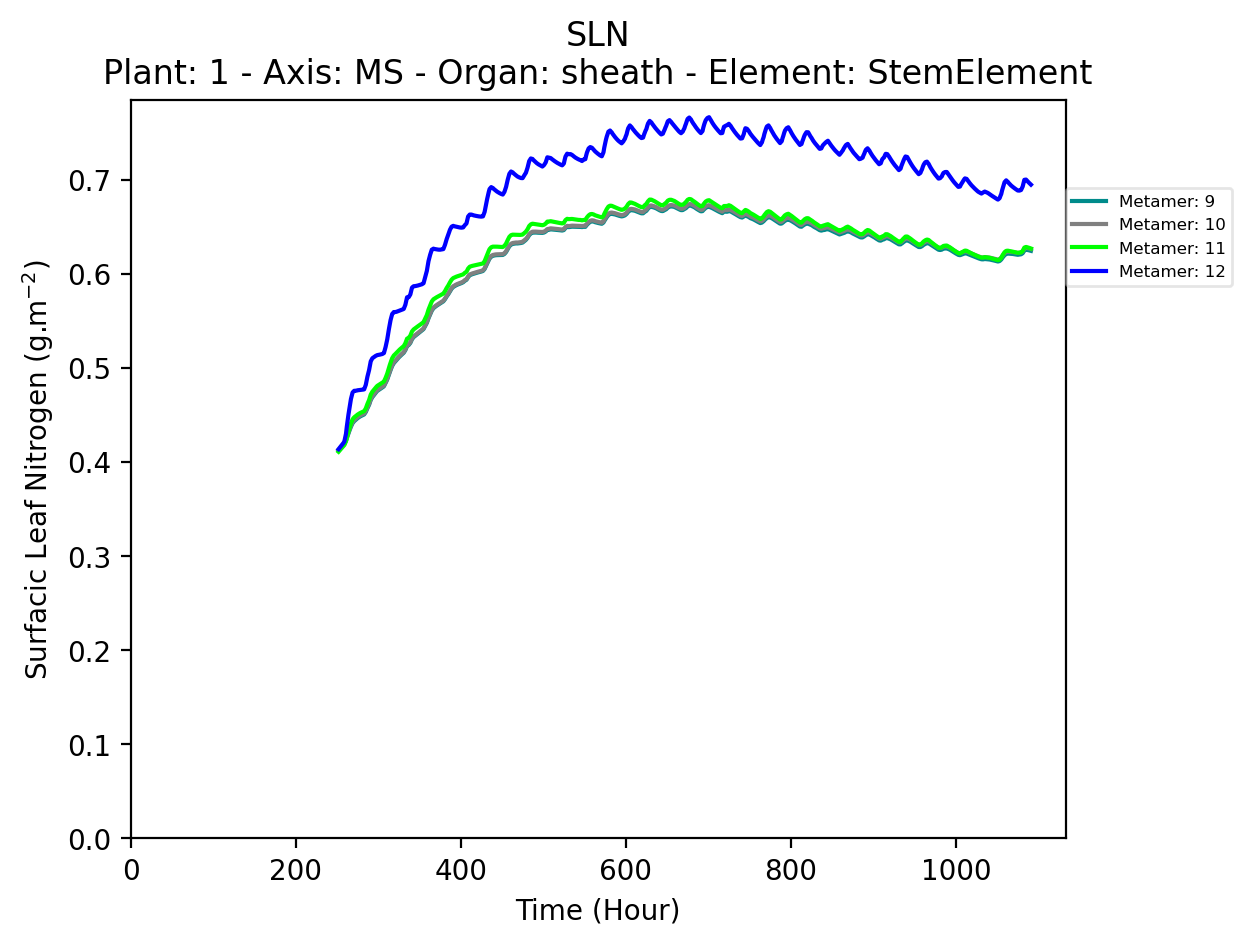 SLN
Plant: 1 - Axis: MS - Organ: sheath - Element: StemElement
Surfacic Leaf Nitrogen (g.m⁻²)
0.7
0.6
0.5
0.4
0.3
0.2
0.1
0.0
0 200 400 600 800 1000
Time (Hour)
Metamer: 9
Metamer: 10
Metamer: 11
Metamer: 12